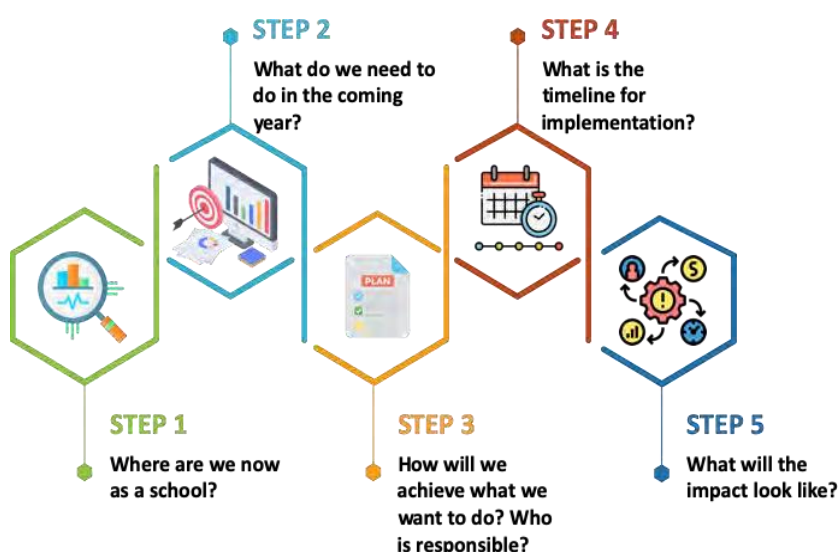 STEP 1
Where are we now
as a school?
STEP 2
What do we need to
do in the coming
year?
PLAN
STEP 3
How will we
achieve what we
want to do? Who
is responsible?
STEP 4
What is the
timeline for
implementation?
$
!
STEP 5
What will the
impact look like?